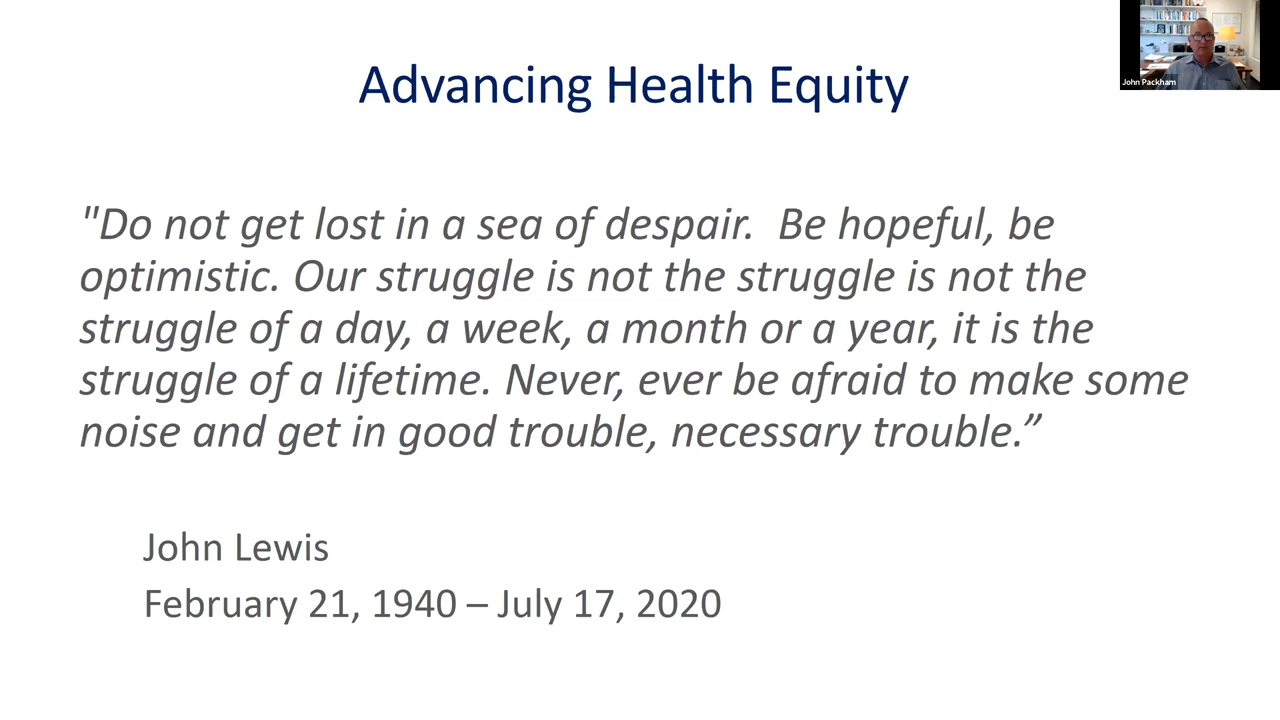 Advancing Health Equity
John Packham
"Do not get lost in a sea of despair.  Be hopeful, be
optimistic. Our struggle is not the struggle is not the
struggle of a day, a week, a month or a year, it is the
struggle of a lifetime. Never, ever be afraid to make some
noise and get in good trouble, necessary trouble.”
John Lewis
February 21, 1940 – July 17, 2020